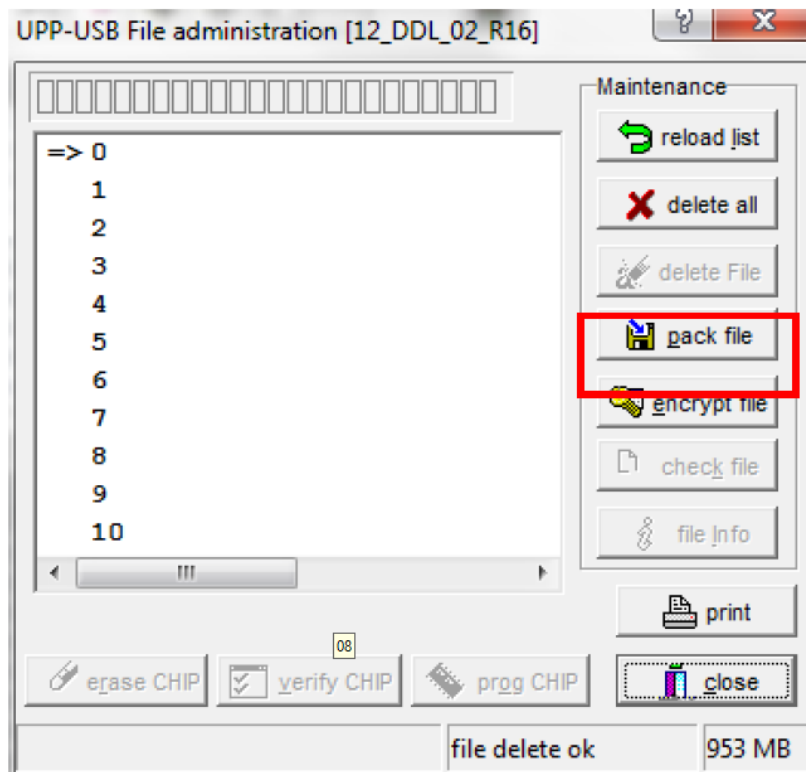 UPP-USB File administration [12_DDL_02_R16]
?
Maintenance
=> 0
1
2
3
4
5
6
7
8
9
10
reload list
delete all
delete File
pack file
encrypt file
check file
file Info
print
08
erase CHIP
verify CHIP
prog CHIP
close
file delete ok
953 MB